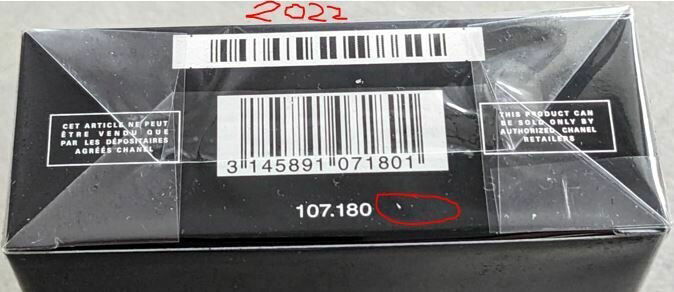 2022
CET ARTICLE NE PEUT
ÊTRE VENDU QUE
PAR LES DÉPOSITAIRES
AGRÉÉS CHANEL
3 145891 071801
THIS PRODUCT CAN
BE SOLD ONLY BY
AUTHORIZED CHANEL
RETAILERS
107.180